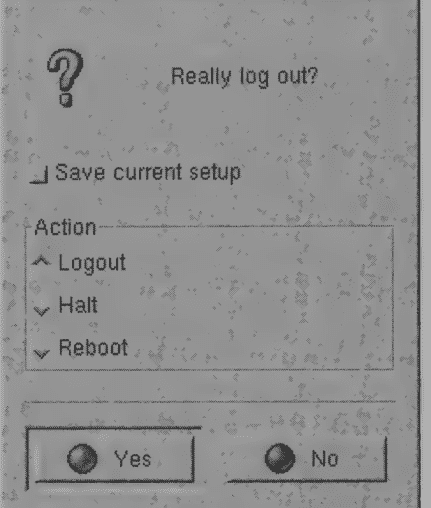 Really log out?
Save current setup
Action
Logout
Halt
Reboot
Yes
No